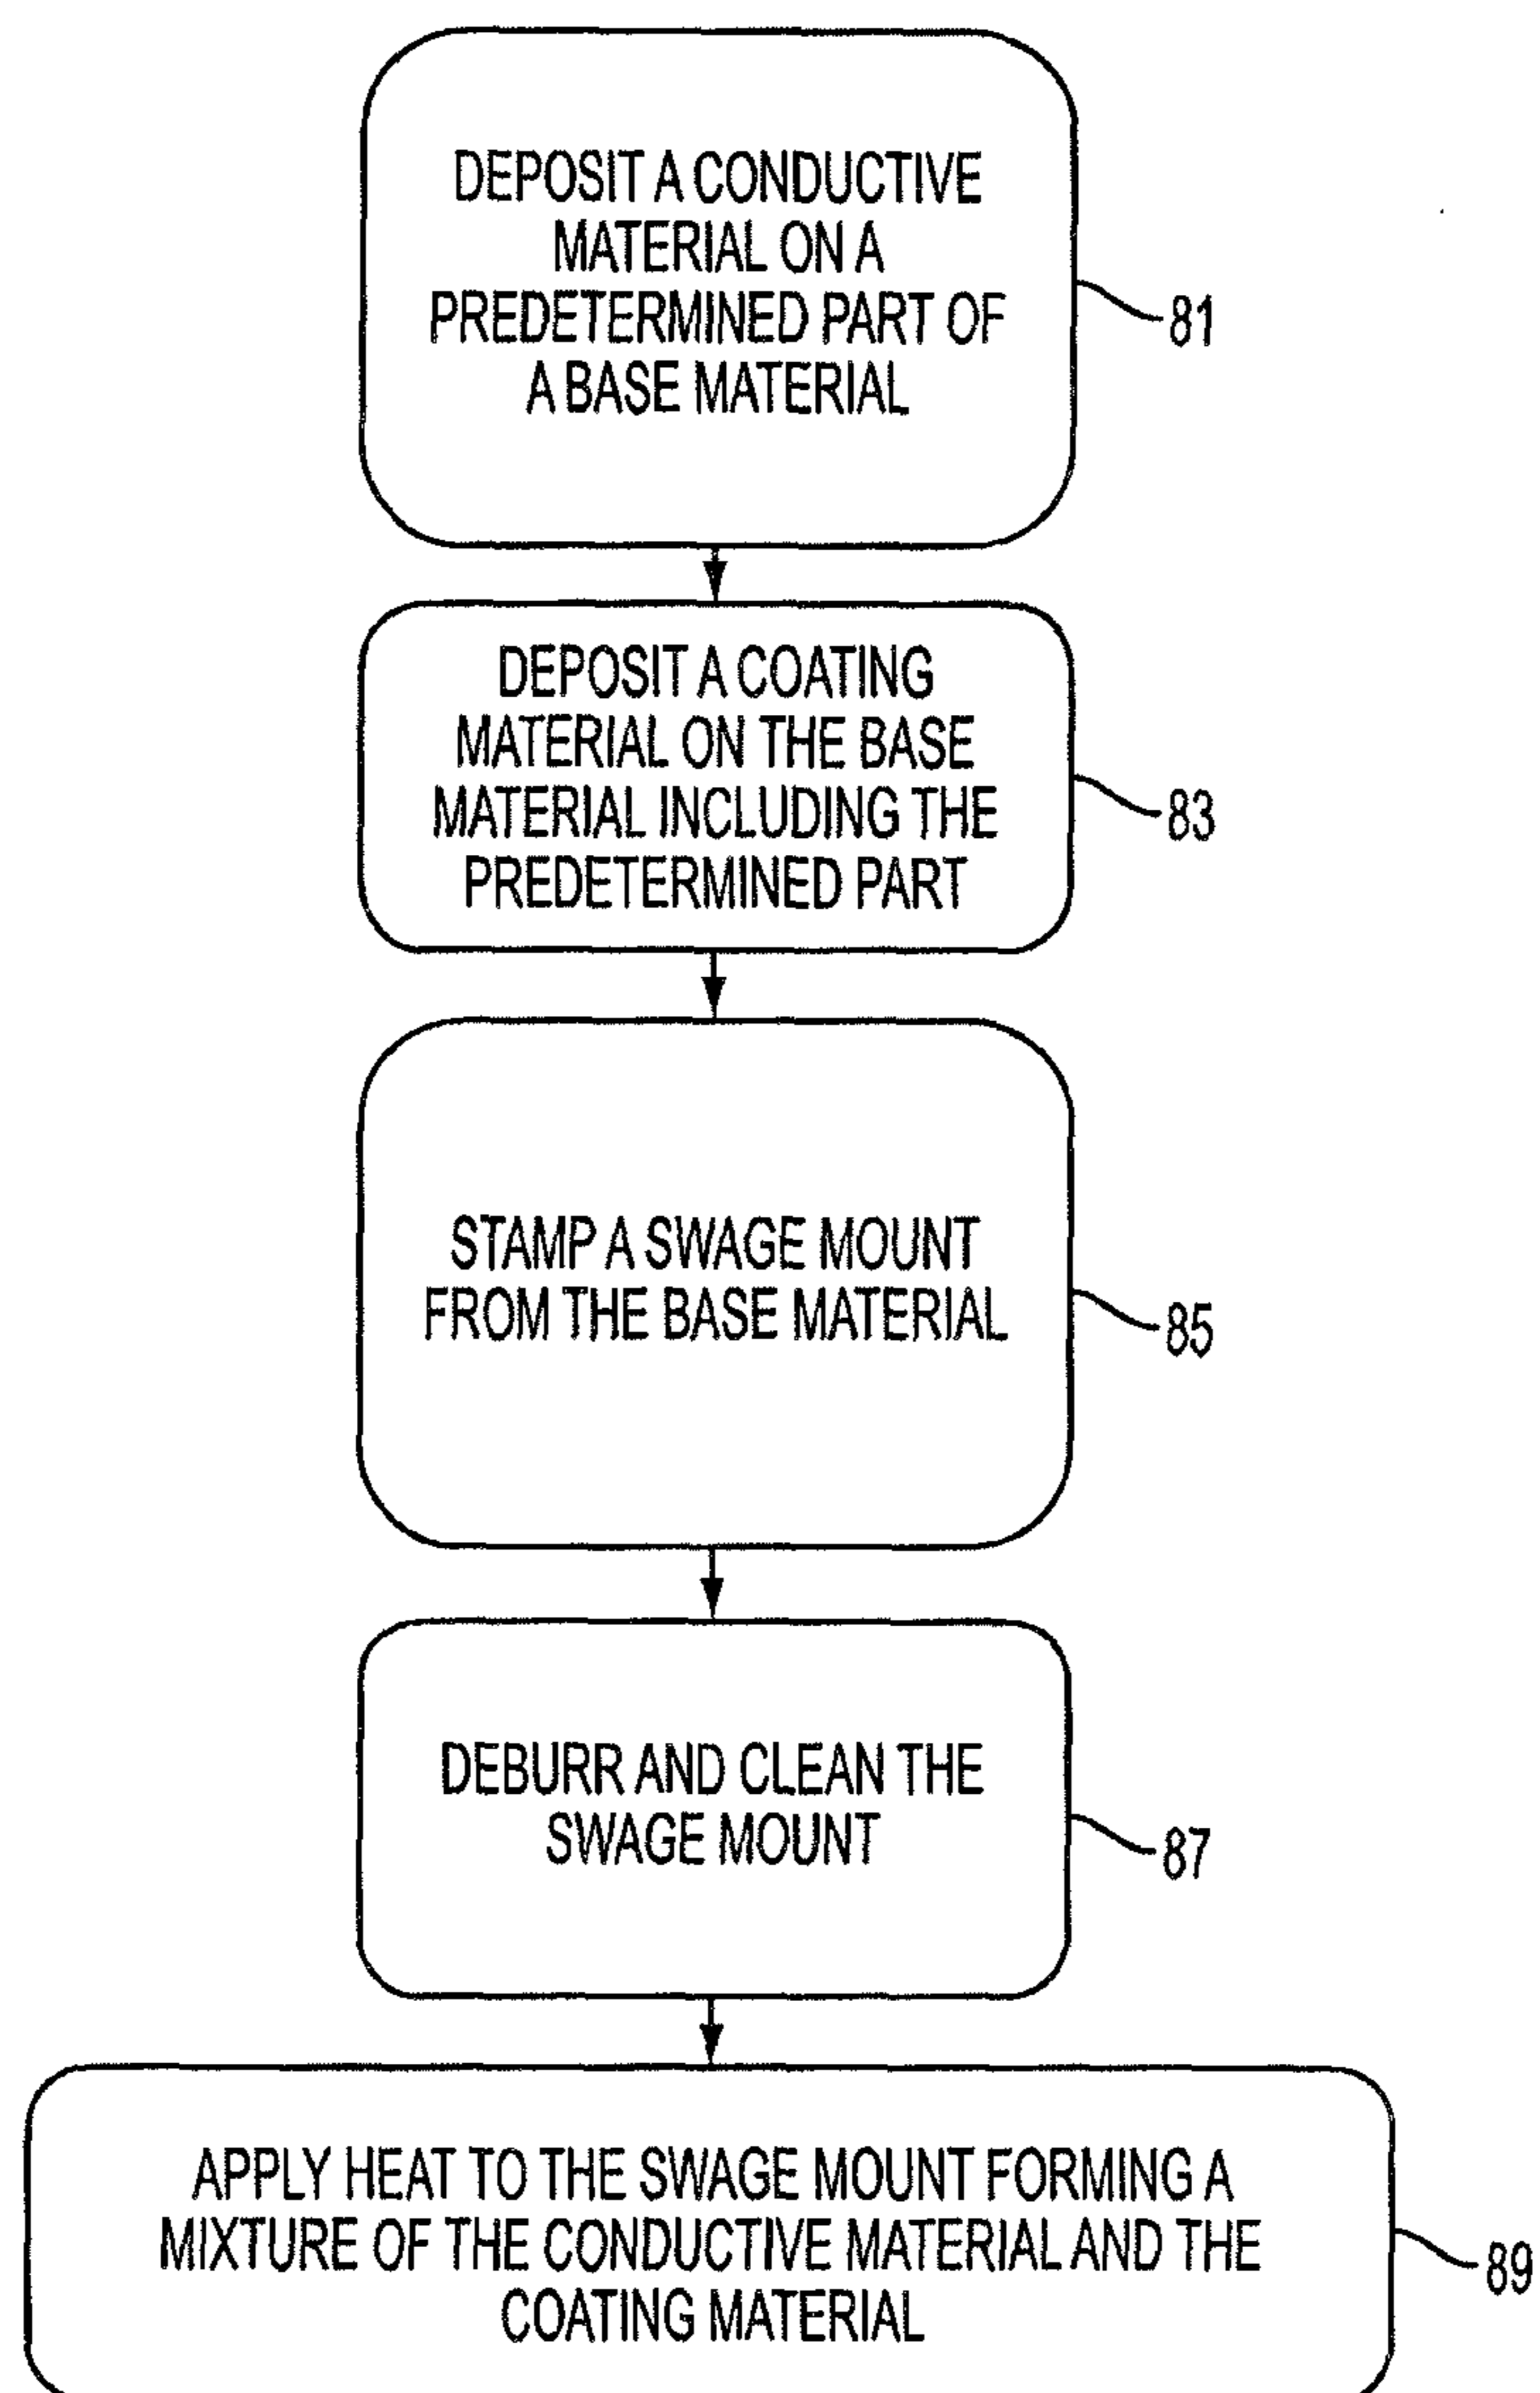 DEPOSIT A CONDUCTIVE
MATERIAL ON A
PREDETERMINED PART OF
A BASE MATERIAL
81
DEPOSIT A COATING
MATERIAL ON THE BASE
MATERIAL INCLUDING THE
PREDETERMINED PART
83
STAMP A SWAGE MOUNT
FROM THE BASE MATERIAL
85
DEBURR AND CLEAN THE
SWAGE MOUNT
87
APPLY HEAT TO THE SWAGE MOUNT FORMING A
MIXTURE OF THE CONDUCTIVE MATERIAL AND THE
COATING MATERIAL
89